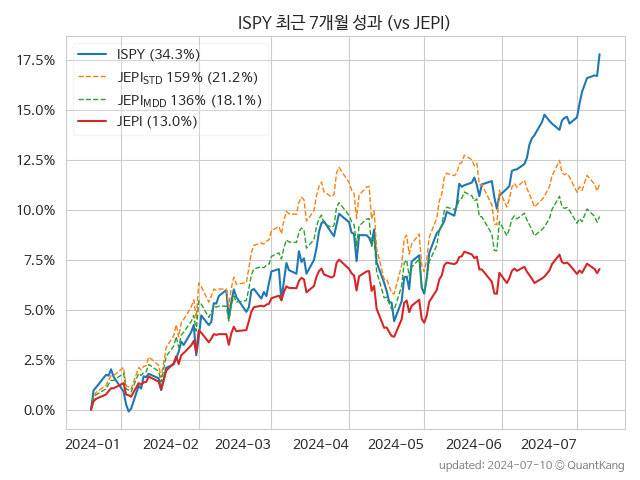 ISPY 최근 7개월 성과 (vs JEPI)
ISPY (34.3%)
JEPI_STD 159% (21.2%)
JEPI_MDD 136% (18.1%)
JEPI (13.0%)
17.5%
15.0%
12.5%
10.0%
7.5%
5.0%
2.5%
0.0%
2024-01 2024-02 2024-03 2024-04 2024-05 2024-06 2024-07
updated: 2024-07-10 © QuantKang